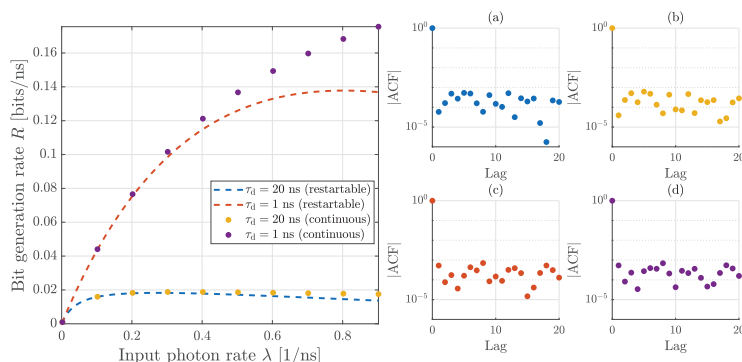 Bit generation rate R [bits/ns]
0.16
0.14
0.12
0.1
0.08
0.06
0.04
0.02
0
τd = 20 ns (restartable)
τd = 1 ns (restartable)
τd = 20 ns (continuous)
τd = 1 ns (continuous)
0 0.2 0.4 0.6 0.8
Input photon rate λ [1/ns]
(a)
|ACF|
10^0
10^-5
0 10 20
Lag
(b)
|ACF|
10^0
10^-5
0 10 20
Lag
(c)
|ACF|
10^0
10^-5
0 10 20
Lag
(d)
|ACF|
10^0
10^-5
0 10 20
Lag